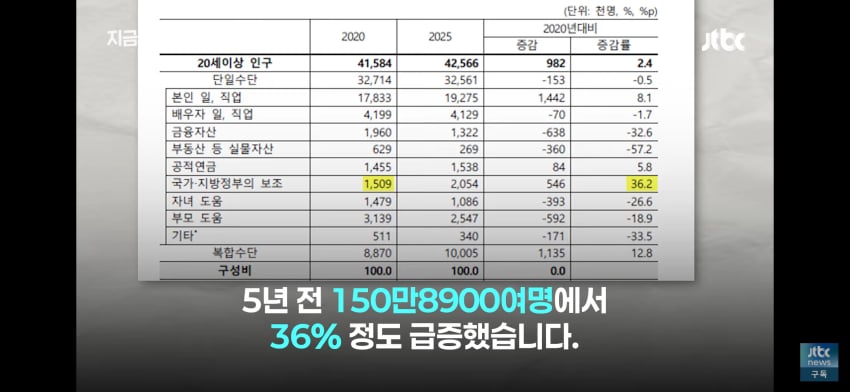 (단위: 천명, %, %p)
2020 2025 2020년대비
증감 증감률
20세이상 인구 41,584 42,566 982 2.4
단일수단 32,714 32,561 -153 -0.5
본인 일, 직업 17,833 19,275 1,442 8.1
배우자 일, 직업 4,199 4,129 -70 -1.7
금융자산 1,960 1,322 -638 -32.6
부동산 등 실물자산 629 269 -360 -57.2
공적연금 1,455 1,538 84 5.8
국가·지방정부의 보조 1,509 2,054 546 36.2
자녀 도움 1,479 1,086 -393 -26.6
부모 도움 3,139 2,547 -592 -18.9
기타* 511 340 -171 -33.5
복합수단 8,870 10,005 1,135 12.8
구성비 100.0 100.0 0.0
지금
jtbc
5년 전 150만8900여명에서
36% 정도 급증했습니다.
jtbc
news
구독